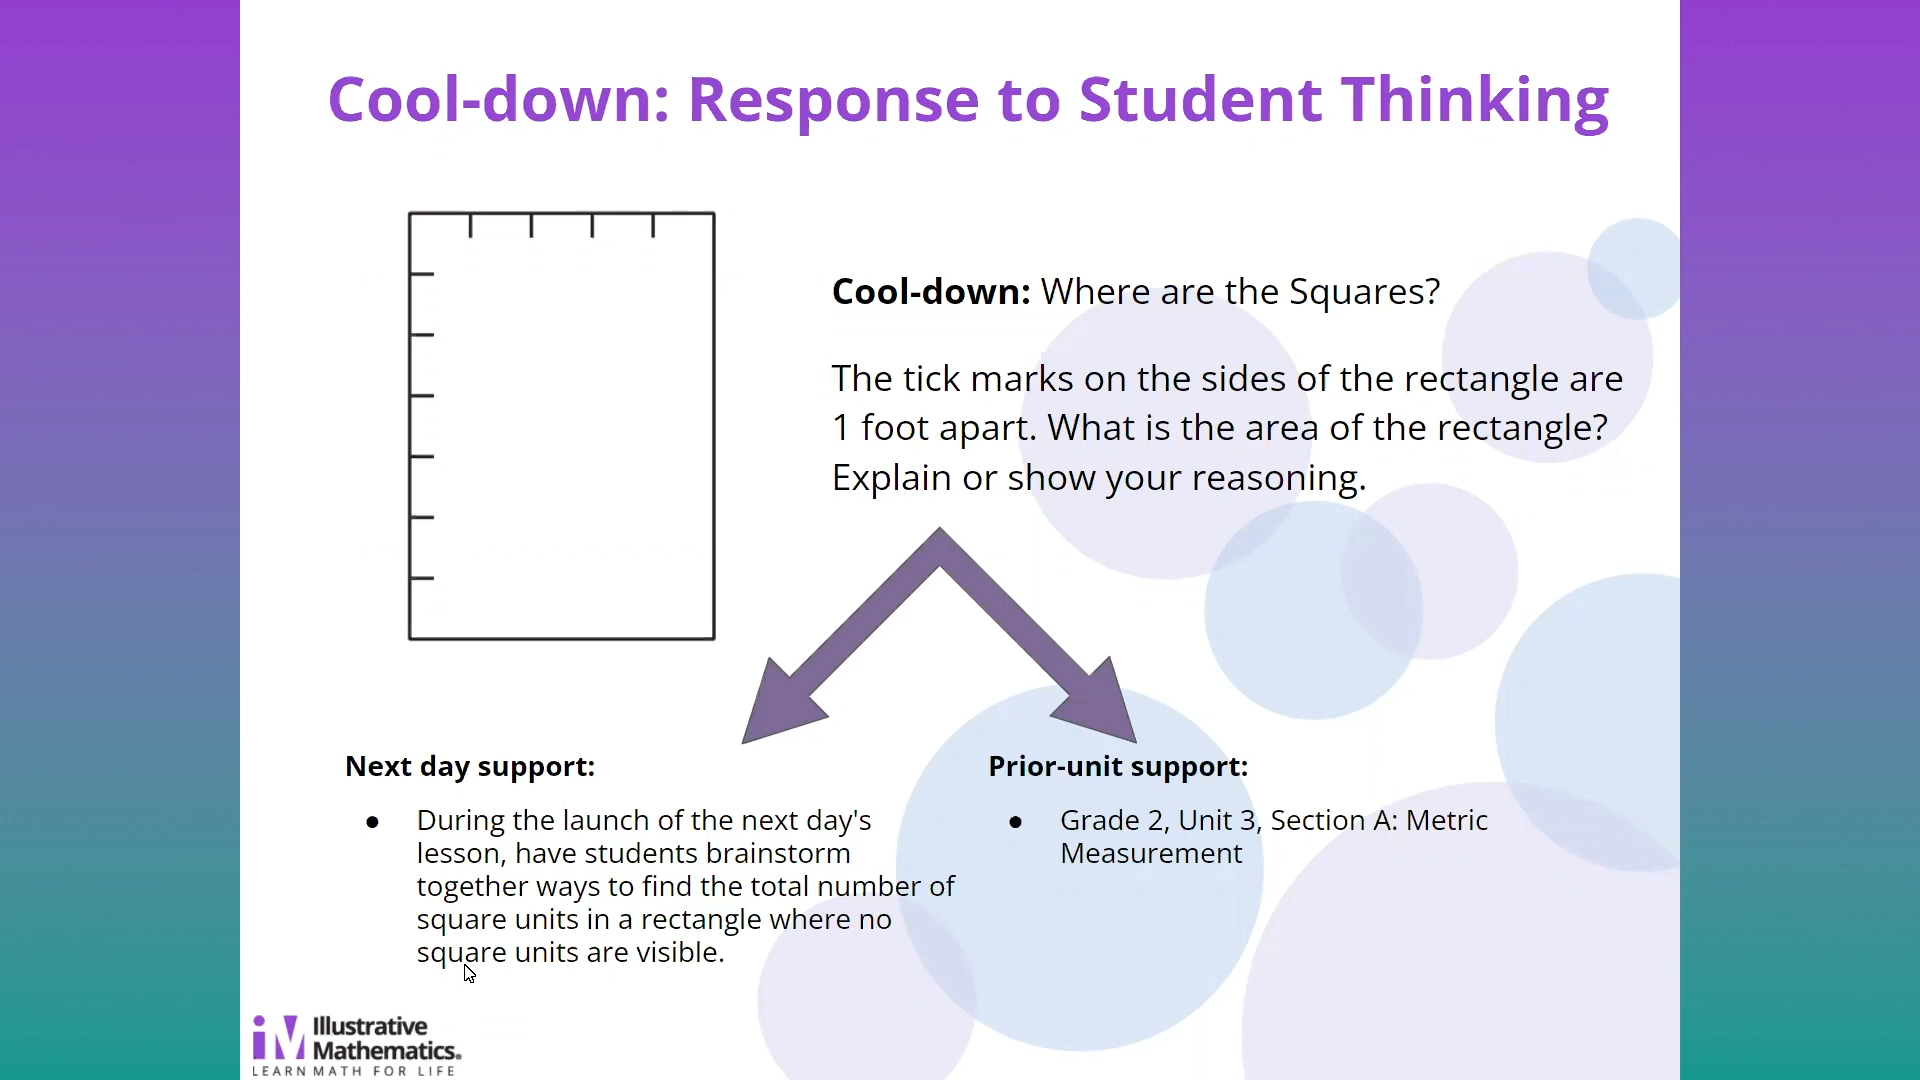 Cool-down: Response to Student Thinking
Cool-down: Where are the Squares?
The tick marks on the sides of the rectangle are
1 foot apart. What is the area of the rectangle?
Explain or show your reasoning.
Next day support:
● During the launch of the next day's
lesson, have students brainstorm
together ways to find the total number of
square units in a rectangle where no
square units are visible.
Prior-unit support:
● Grade 2, Unit 3, Section A: Metric
Measurement
iM Illustrative
Mathematics.
LEARN MATH FOR LIFE